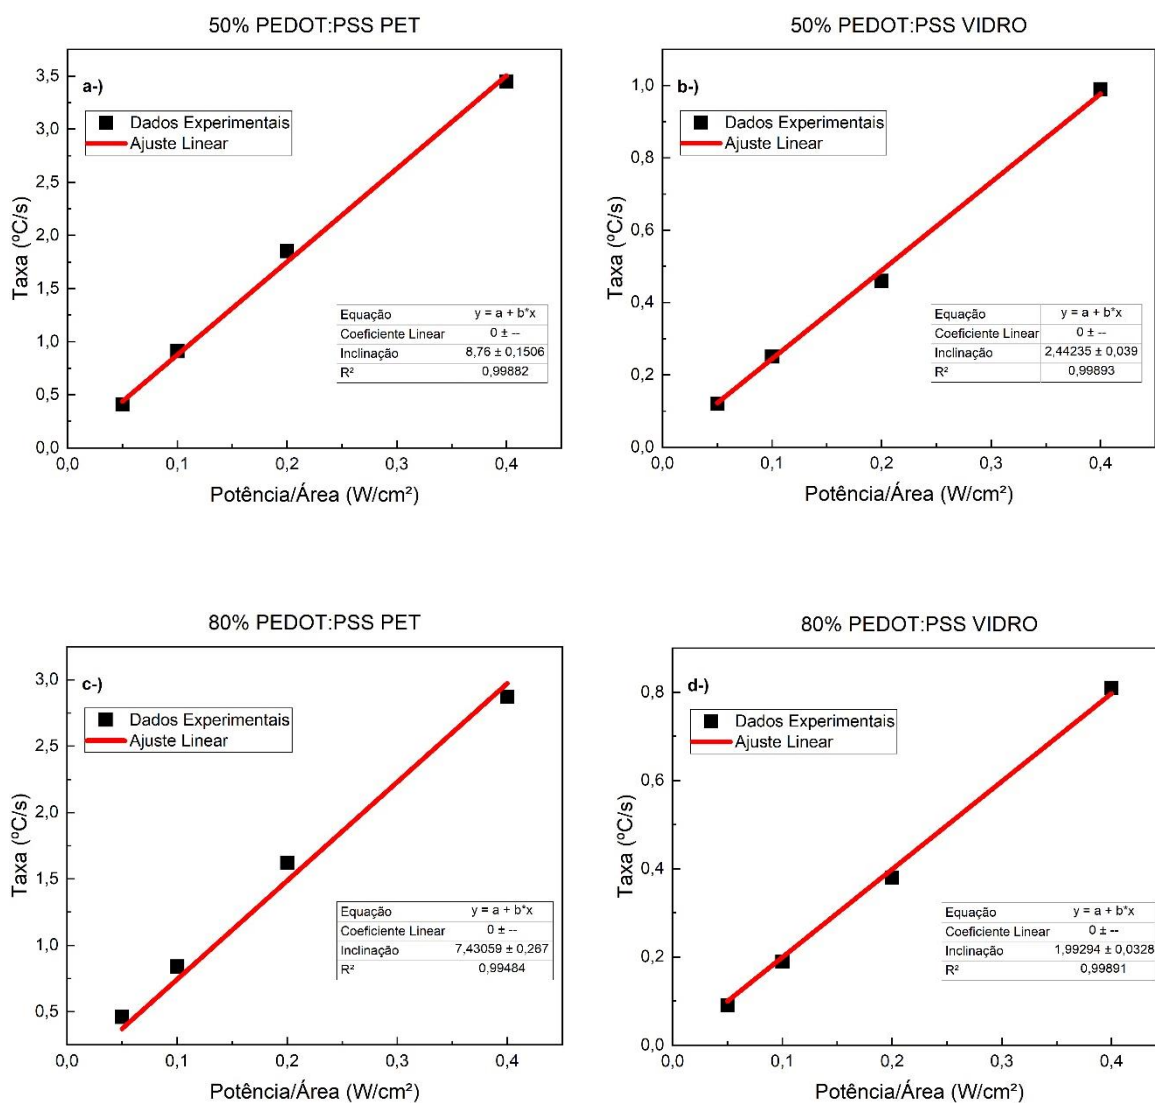 50% PEDOT:PSS PET
a-)
Dados Experimentais
Ajuste Linear
Taxa (ºC/s)
3,5
3,0
2,5
2,0
1,5
1,0
0,5
0,0
Equação y = a + b*x
Coeficiente Linear 0 ± --
Inclinação 8,76 ± 0,1506
R² 0,99882
0,0 0,1 0,2 0,3 0,4
Potência/Área (W/cm²)
50% PEDOT:PSS VIDRO
b-)
Dados Experimentais
Ajuste Linear
Taxa (ºC/s)
1,0
0,8
0,6
0,4
0,2
0,0
Equação y = a + b*x
Coeficiente Linear 0 ± --
Inclinação 2,44235 ± 0,039
R² 0,99893
0,0 0,1 0,2 0,3 0,4
Potência/Área (W/cm²)
80% PEDOT:PSS PET
c-)
Dados Experimentais
Ajuste Linear
Taxa (ºC/s)
3,0
2,5
2,0
1,5
1,0
0,5
Equação y = a + b*x
Coeficiente Linear 0 ± --
Inclinação 7,43059 ± 0,267
R² 0,99484
0,0 0,1 0,2 0,3 0,4
Potência/Área (W/cm²)
80% PEDOT:PSS VIDRO
d-)
Dados Experimentais
Ajuste Linear
Taxa (ºC/s)
0,8
0,6
0,4
0,2
0,0
Equação y = a + b*x
Coeficiente Linear 0 ± --
Inclinação 1,99294 ± 0,0328
R² 0,99891
0,0 0,1 0,2 0,3 0,4
Potência/Área (W/cm²)